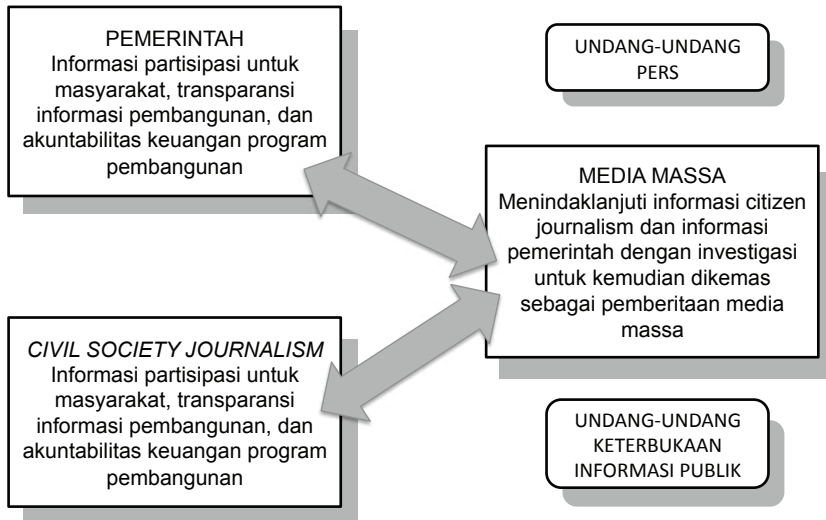 PEMERINTAH
Informasi partisipasi untuk
masyarakat, transparansi
informasi pembangunan, dan
akuntabilitas keuangan program
pembangunan
UNDANG-UNDANG
PERS
MEDIA MASSA
Menindaklanjuti informasi citizen
journalism dan informasi
pemerintah dengan investigasi
untuk kemudian dikemas
sebagai pemberitaan media
massa
CIVIL SOCIETY JOURNALISM
Informasi partisipasi untuk
masyarakat, transparansi
informasi pembangunan, dan
akuntabilitas keuangan program
pembangunan
UNDANG-UNDANG
KETERBUKAAN
INFORMASI PUBLIK